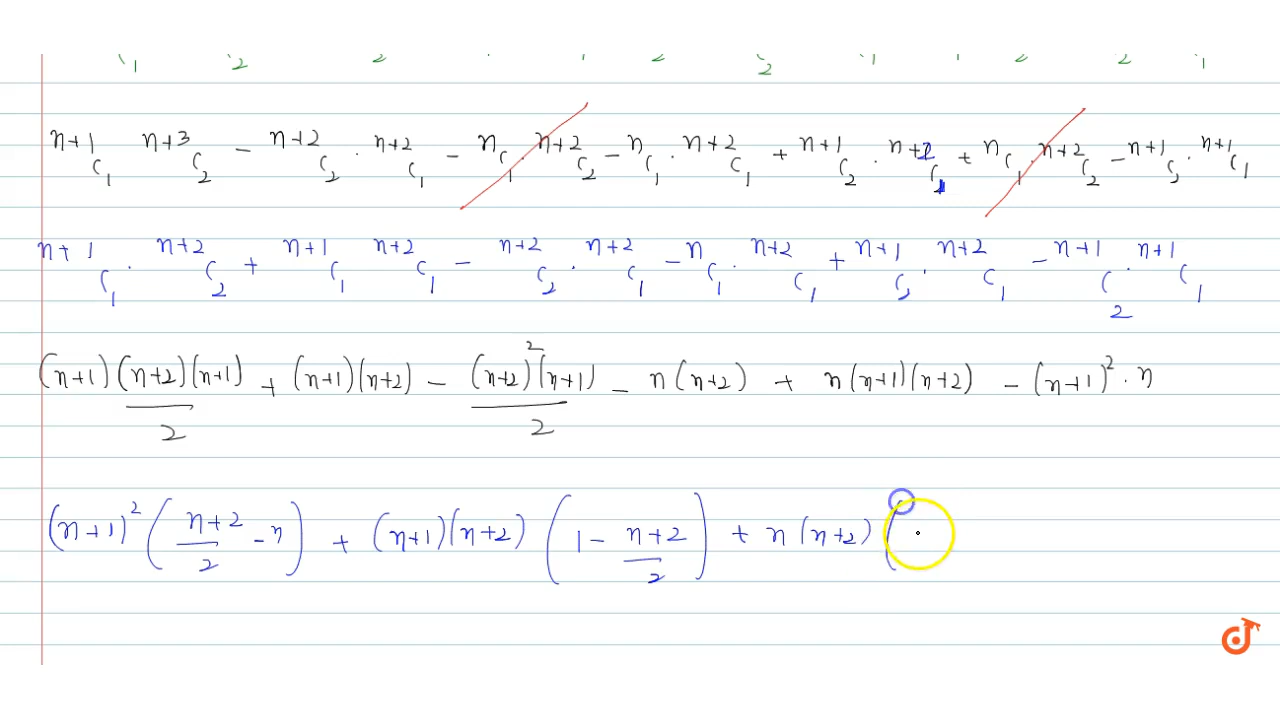 ⁿ⁺¹C₁ ⁿ⁺³C₂ − ⁿ⁺²C₂ · ⁿ⁺²C₁ − ⁿC₁ · ⁿ⁺²C₂ − ⁿC₁ · ⁿ⁺²C₁ + ⁿ⁺¹C₂ · ⁿ⁺²C₁ + ⁿC₁ · ⁿ⁺²C₂ − ⁿ⁺¹C₂ · ⁿ⁺¹C₁
ⁿ⁺¹C₁ · ⁿ⁺²C₂ + ⁿ⁺¹C₁ ⁿ⁺²C₁ − ⁿ⁺²C₂ · ⁿ⁺²C₁ − ⁿC₁ · ⁿ⁺²C₁ + ⁿ⁺¹C₂ · ⁿ⁺²C₁ − ⁿ⁺¹C₂ · ⁿ⁺¹C₁
(n+1)(n+2)(n+1)/2 + (n+1)(n+2) − (n+2)²(n+1)/2 − n(n+2) + n(n+1)(n+2) − (n+1)² · n
(n+1)² ((n+2)/2 − n) + (n+1)(n+2) (1 − (n+2)/2) + n(n+2) (